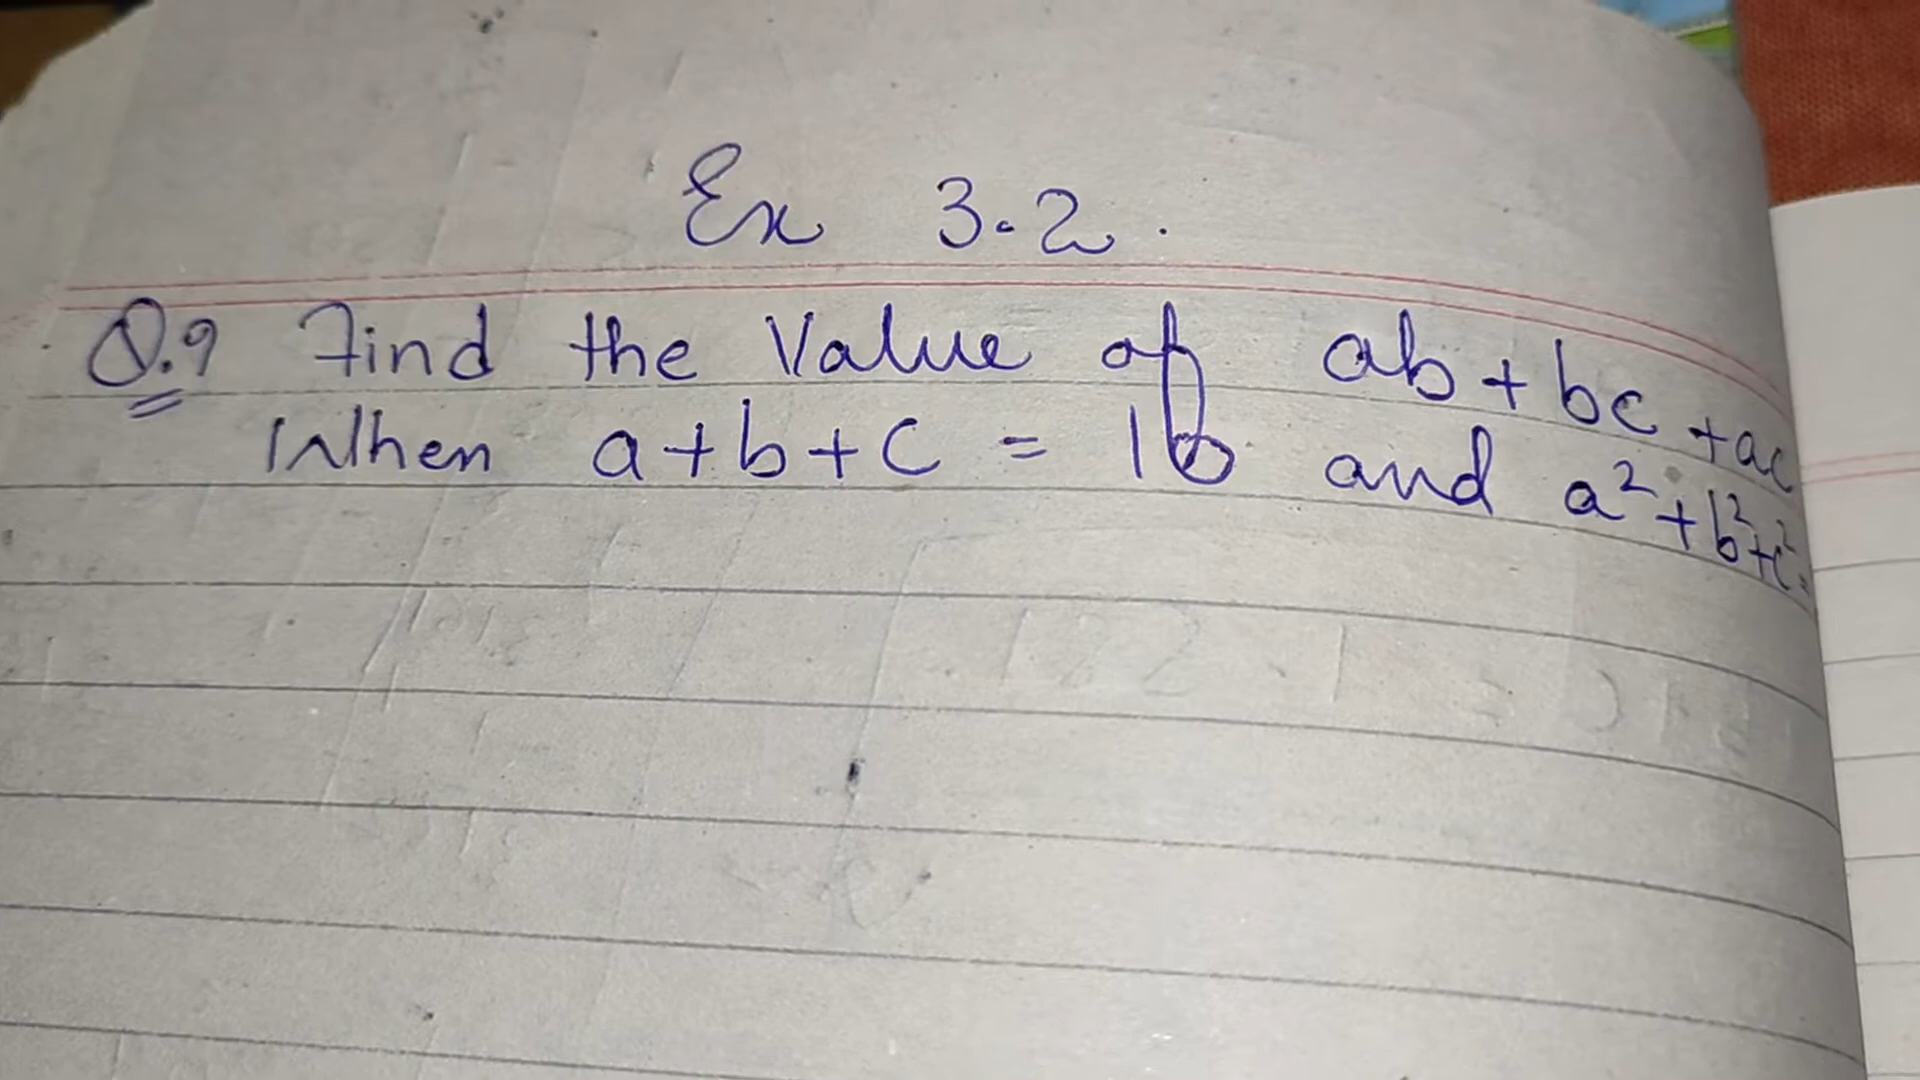 Ex 3.2.
Q.9 Find the Value of ab + bc + ac
When a + b + c = 16 and a² + b² + c² =